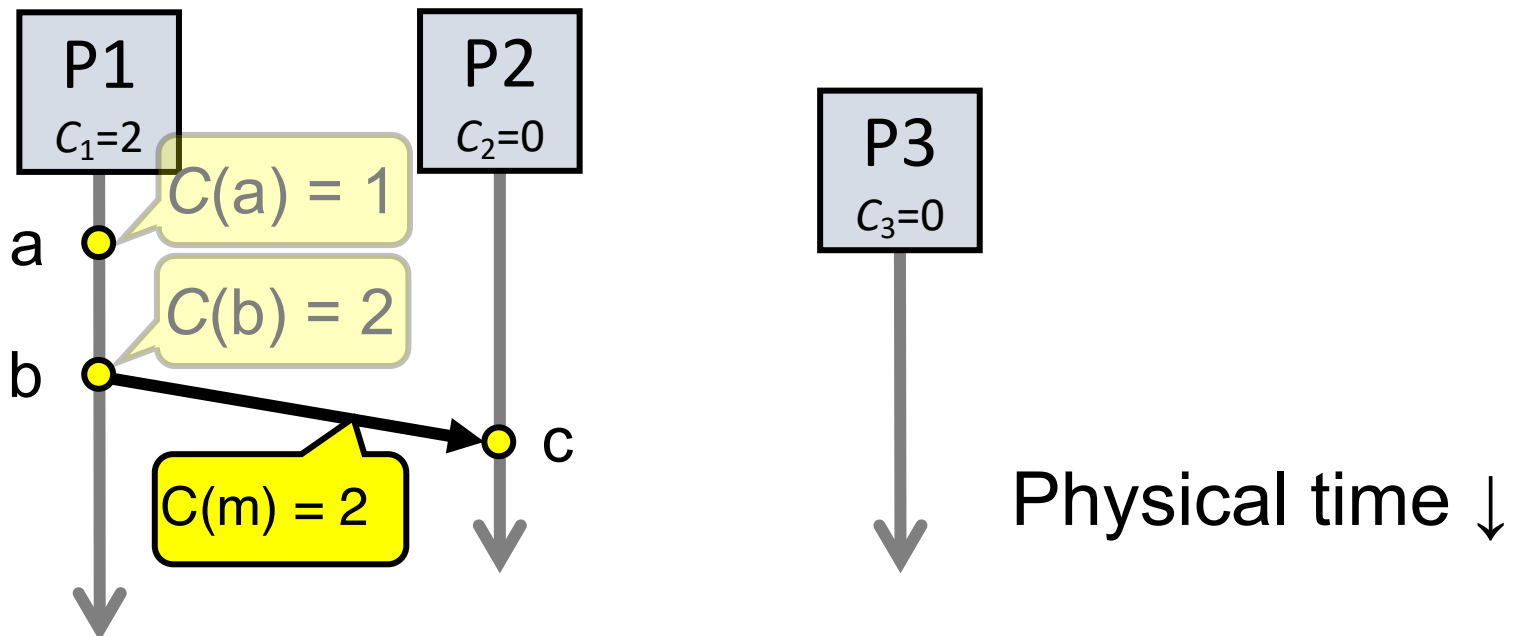 P1
C₁=2
P2
C₂=0
P3
C₃=0
C(a) = 1
a
C(b) = 2
b
c
C(m) = 2
Physical time ↓